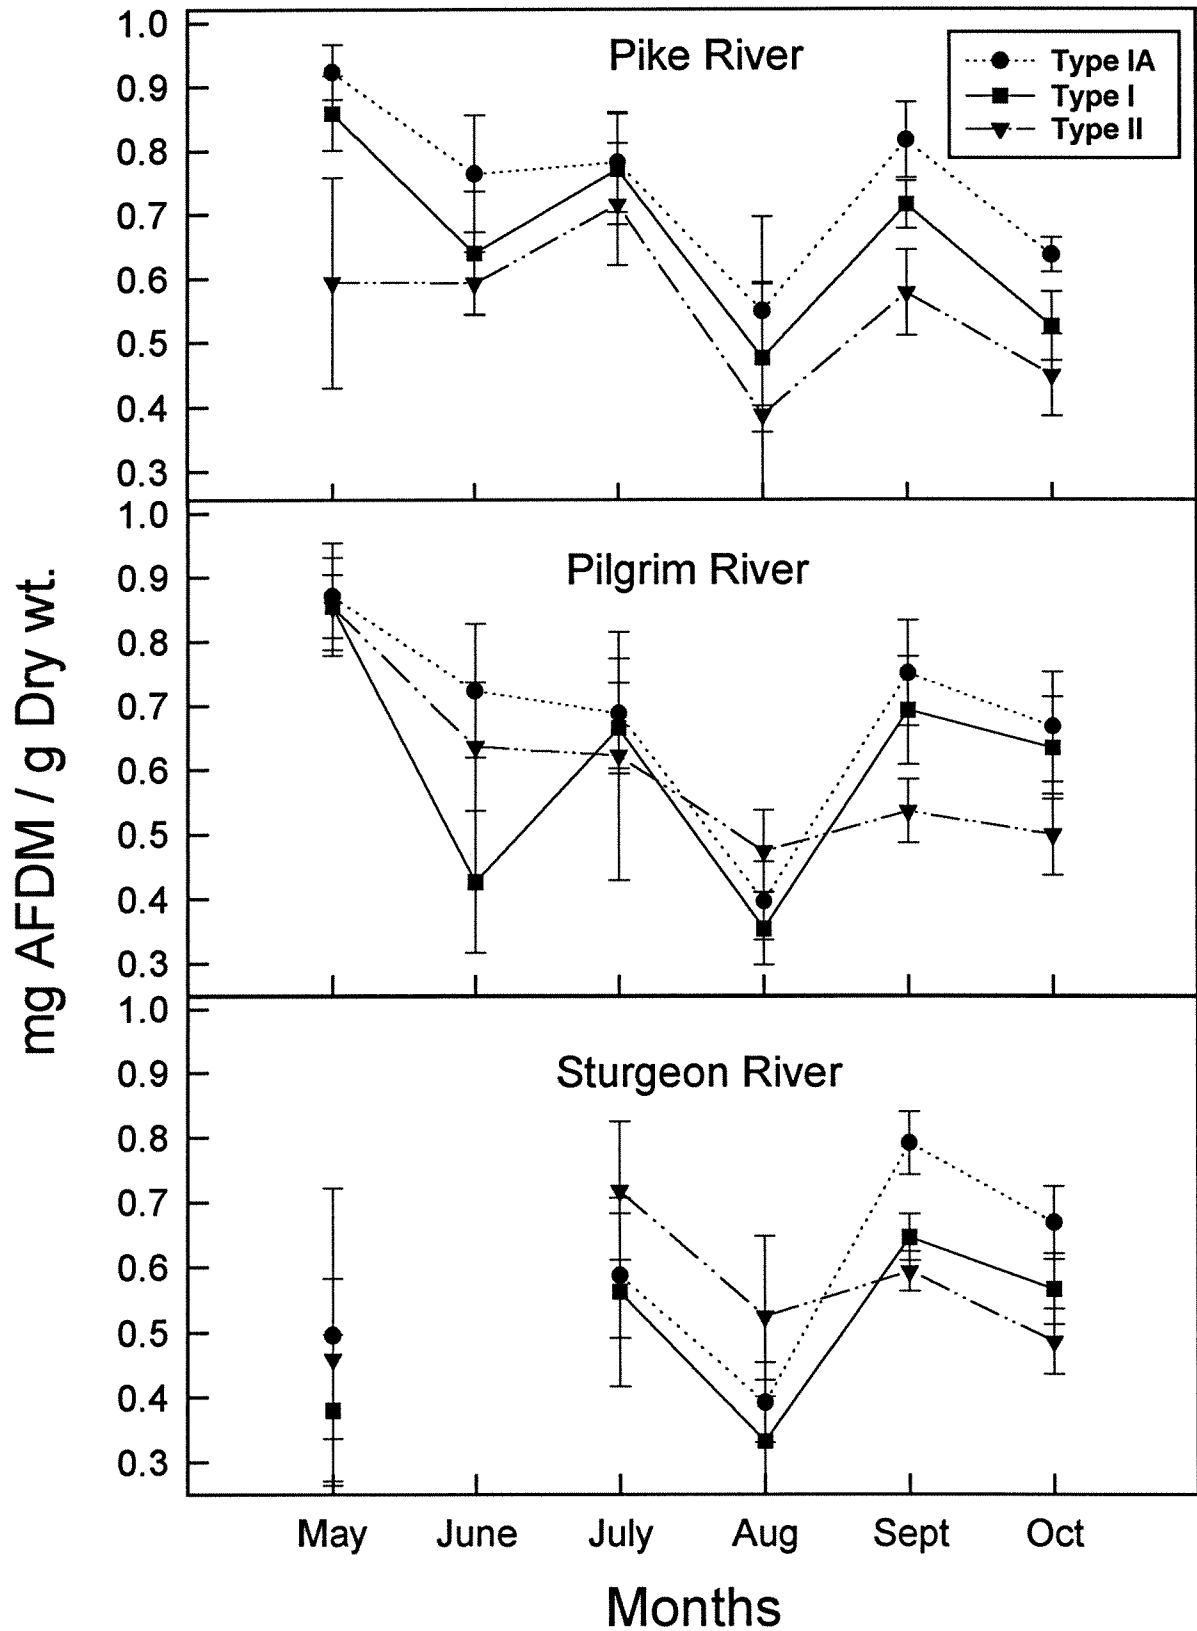 Pike River
Type IA
Type I
Type II
1.0
0.9
0.8
0.7
0.6
0.5
0.4
0.3
Pilgrim River
1.0
0.9
0.8
0.7
0.6
0.5
0.4
0.3
Sturgeon River
1.0
0.9
0.8
0.7
0.6
0.5
0.4
0.3
mg AFDM / g Dry wt.
May June July Aug Sept Oct
Months